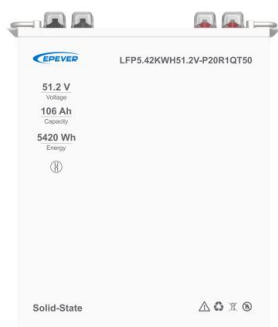 EPEVER
LFP5.42KWH51.2V-P20R1QT50
51.2 V
Voltage
106 Ah
Capacity
5420 Wh
Energy
Solid-State